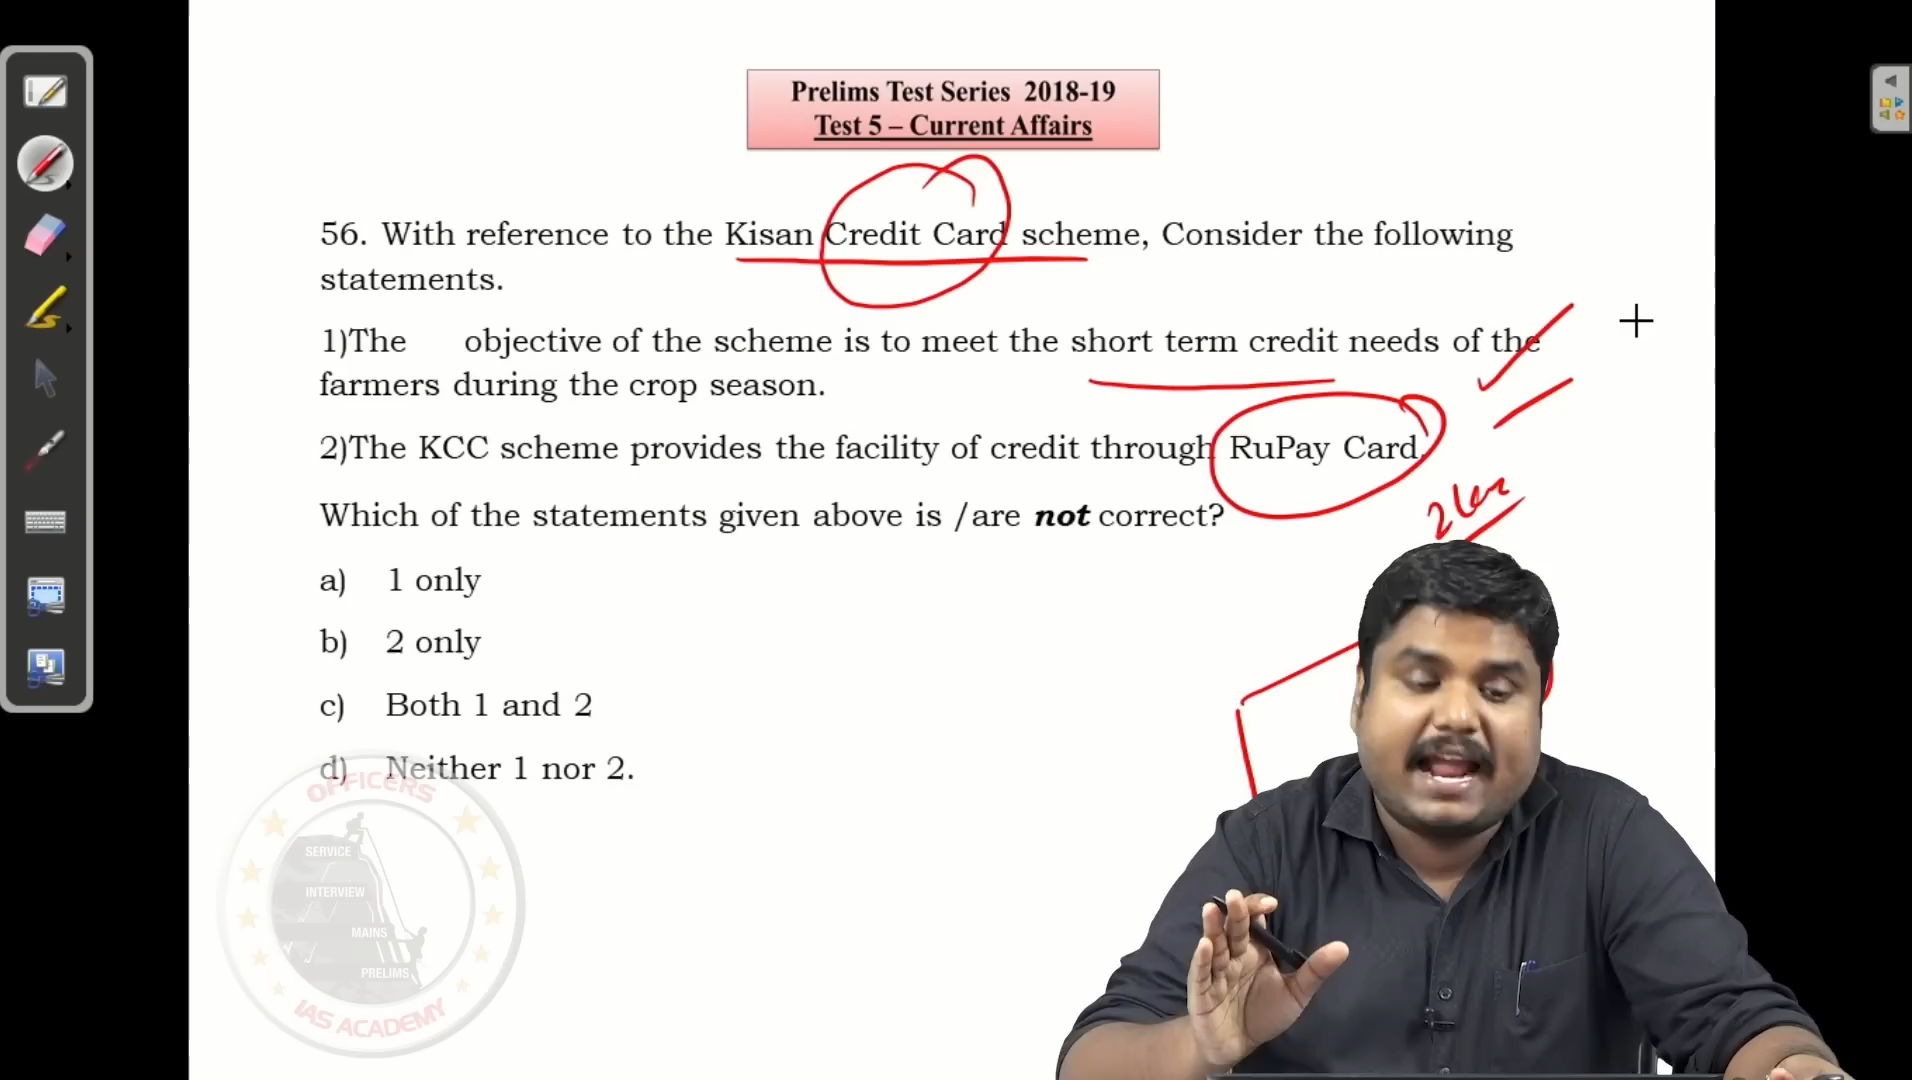 Prelims Test Series 2018-19
Test 5 – Current Affairs
56. With reference to the Kisan Credit Card scheme, Consider the following
statements.
1)The objective of the scheme is to meet the short term credit needs of the
farmers during the crop season.
2)The KCC scheme provides the facility of credit through RuPay Card.
Which of the statements given above is /are not correct?
a) 1 only
b) 2 only
c) Both 1 and 2
d) Neither 1 nor 2.
OFFICERS
SERVICE
INTERVIEW
MAINS
PRELIMS
IAS ACADEMY